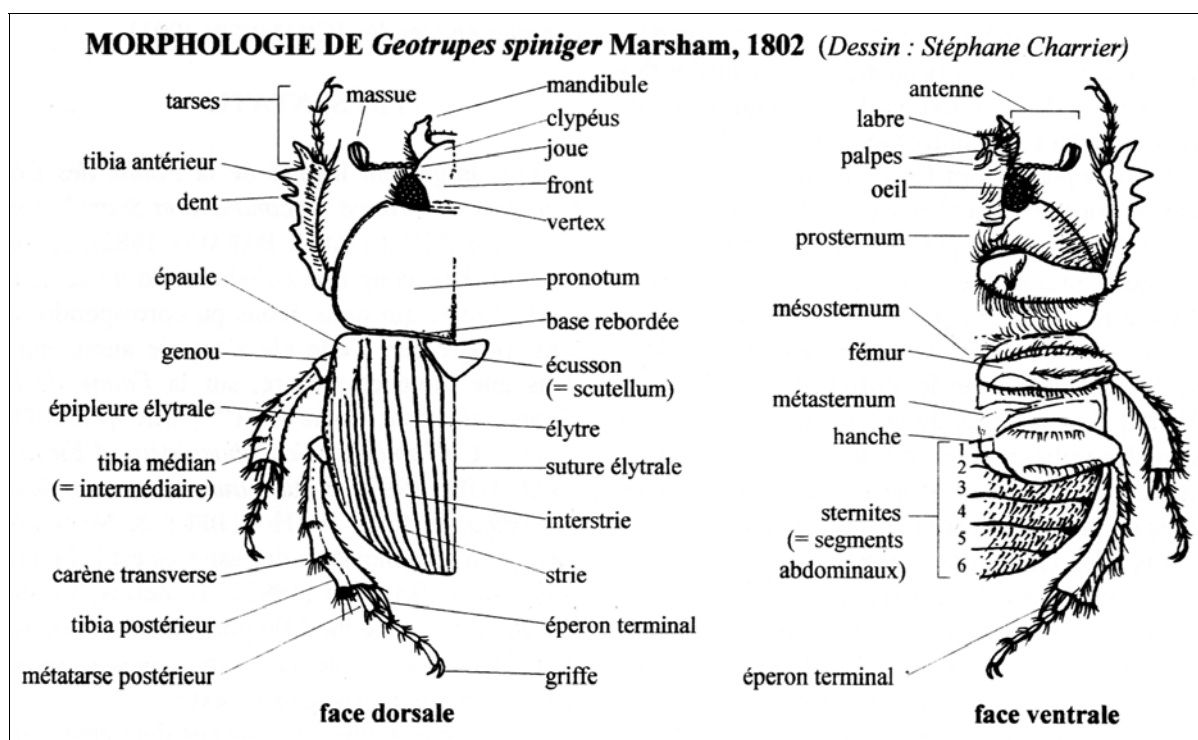 MORPHOLOGIE DE Geotrupes spiniger Marsham, 1802 (Dessin : Stéphane Charrier)
tarses
massue
tibia antérieur
dent
épaule
genou
épipleure élytrale
tibia médian
(= intermédiaire)
carène transverse
tibia postérieur
métatarse postérieur
mandibule
clypéus
joue
front
vertex
pronotum
base rebordée
écusson
(= scutellum)
élytre
suture élytrale
interstrie
strie
éperon terminal
griffe
face dorsale
antenne
labre
palpes
oeil
prosternum
mésosternum
fémur
métasternum
hanche
1
2
3
4
5
6
sternites
(= segments
abdominaux)
éperon terminal
face ventrale